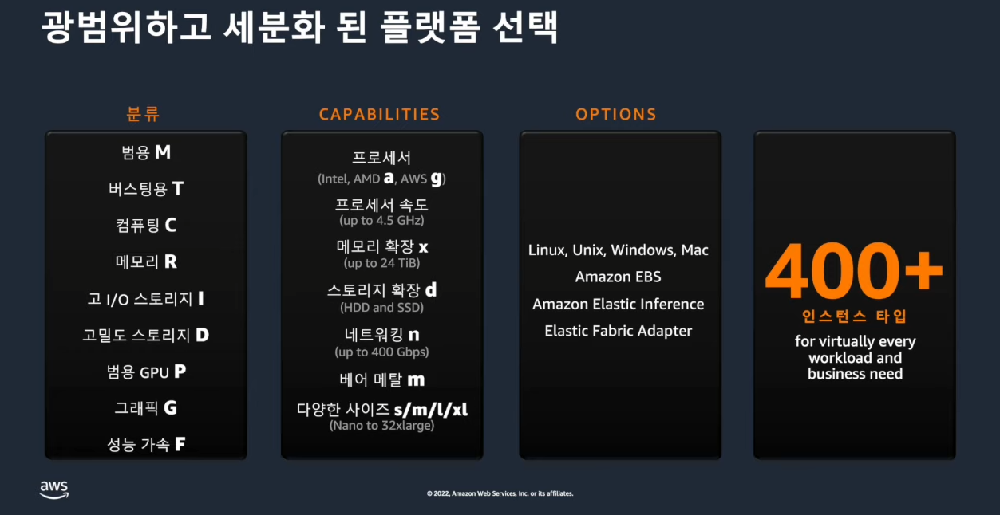 광범위하고 세분화 된 플랫폼 선택
분류
범용 M
버스팅용 T
컴퓨팅 C
메모리 R
고 I/O 스토리지 I
고밀도 스토리지 D
범용 GPU P
그래픽 G
성능 가속 F
CAPABILITIES
프로세서
(Intel, AMD a, AWS g)
프로세서 속도
(up to 4.5 GHz)
메모리 확장 x
(up to 24 TiB)
스토리지 확장 d
(HDD and SSD)
네트워킹 n
(up to 400 Gbps)
베어 메탈 m
다양한 사이즈 s/m/l/xl
(Nano to 32xlarge)
OPTIONS
Linux, Unix, Windows, Mac
Amazon EBS
Amazon Elastic Inference
Elastic Fabric Adapter
400+
인스턴스 타입
for virtually every
workload and
business need
aws
© 2022, Amazon Web Services, Inc. or its affiliates.